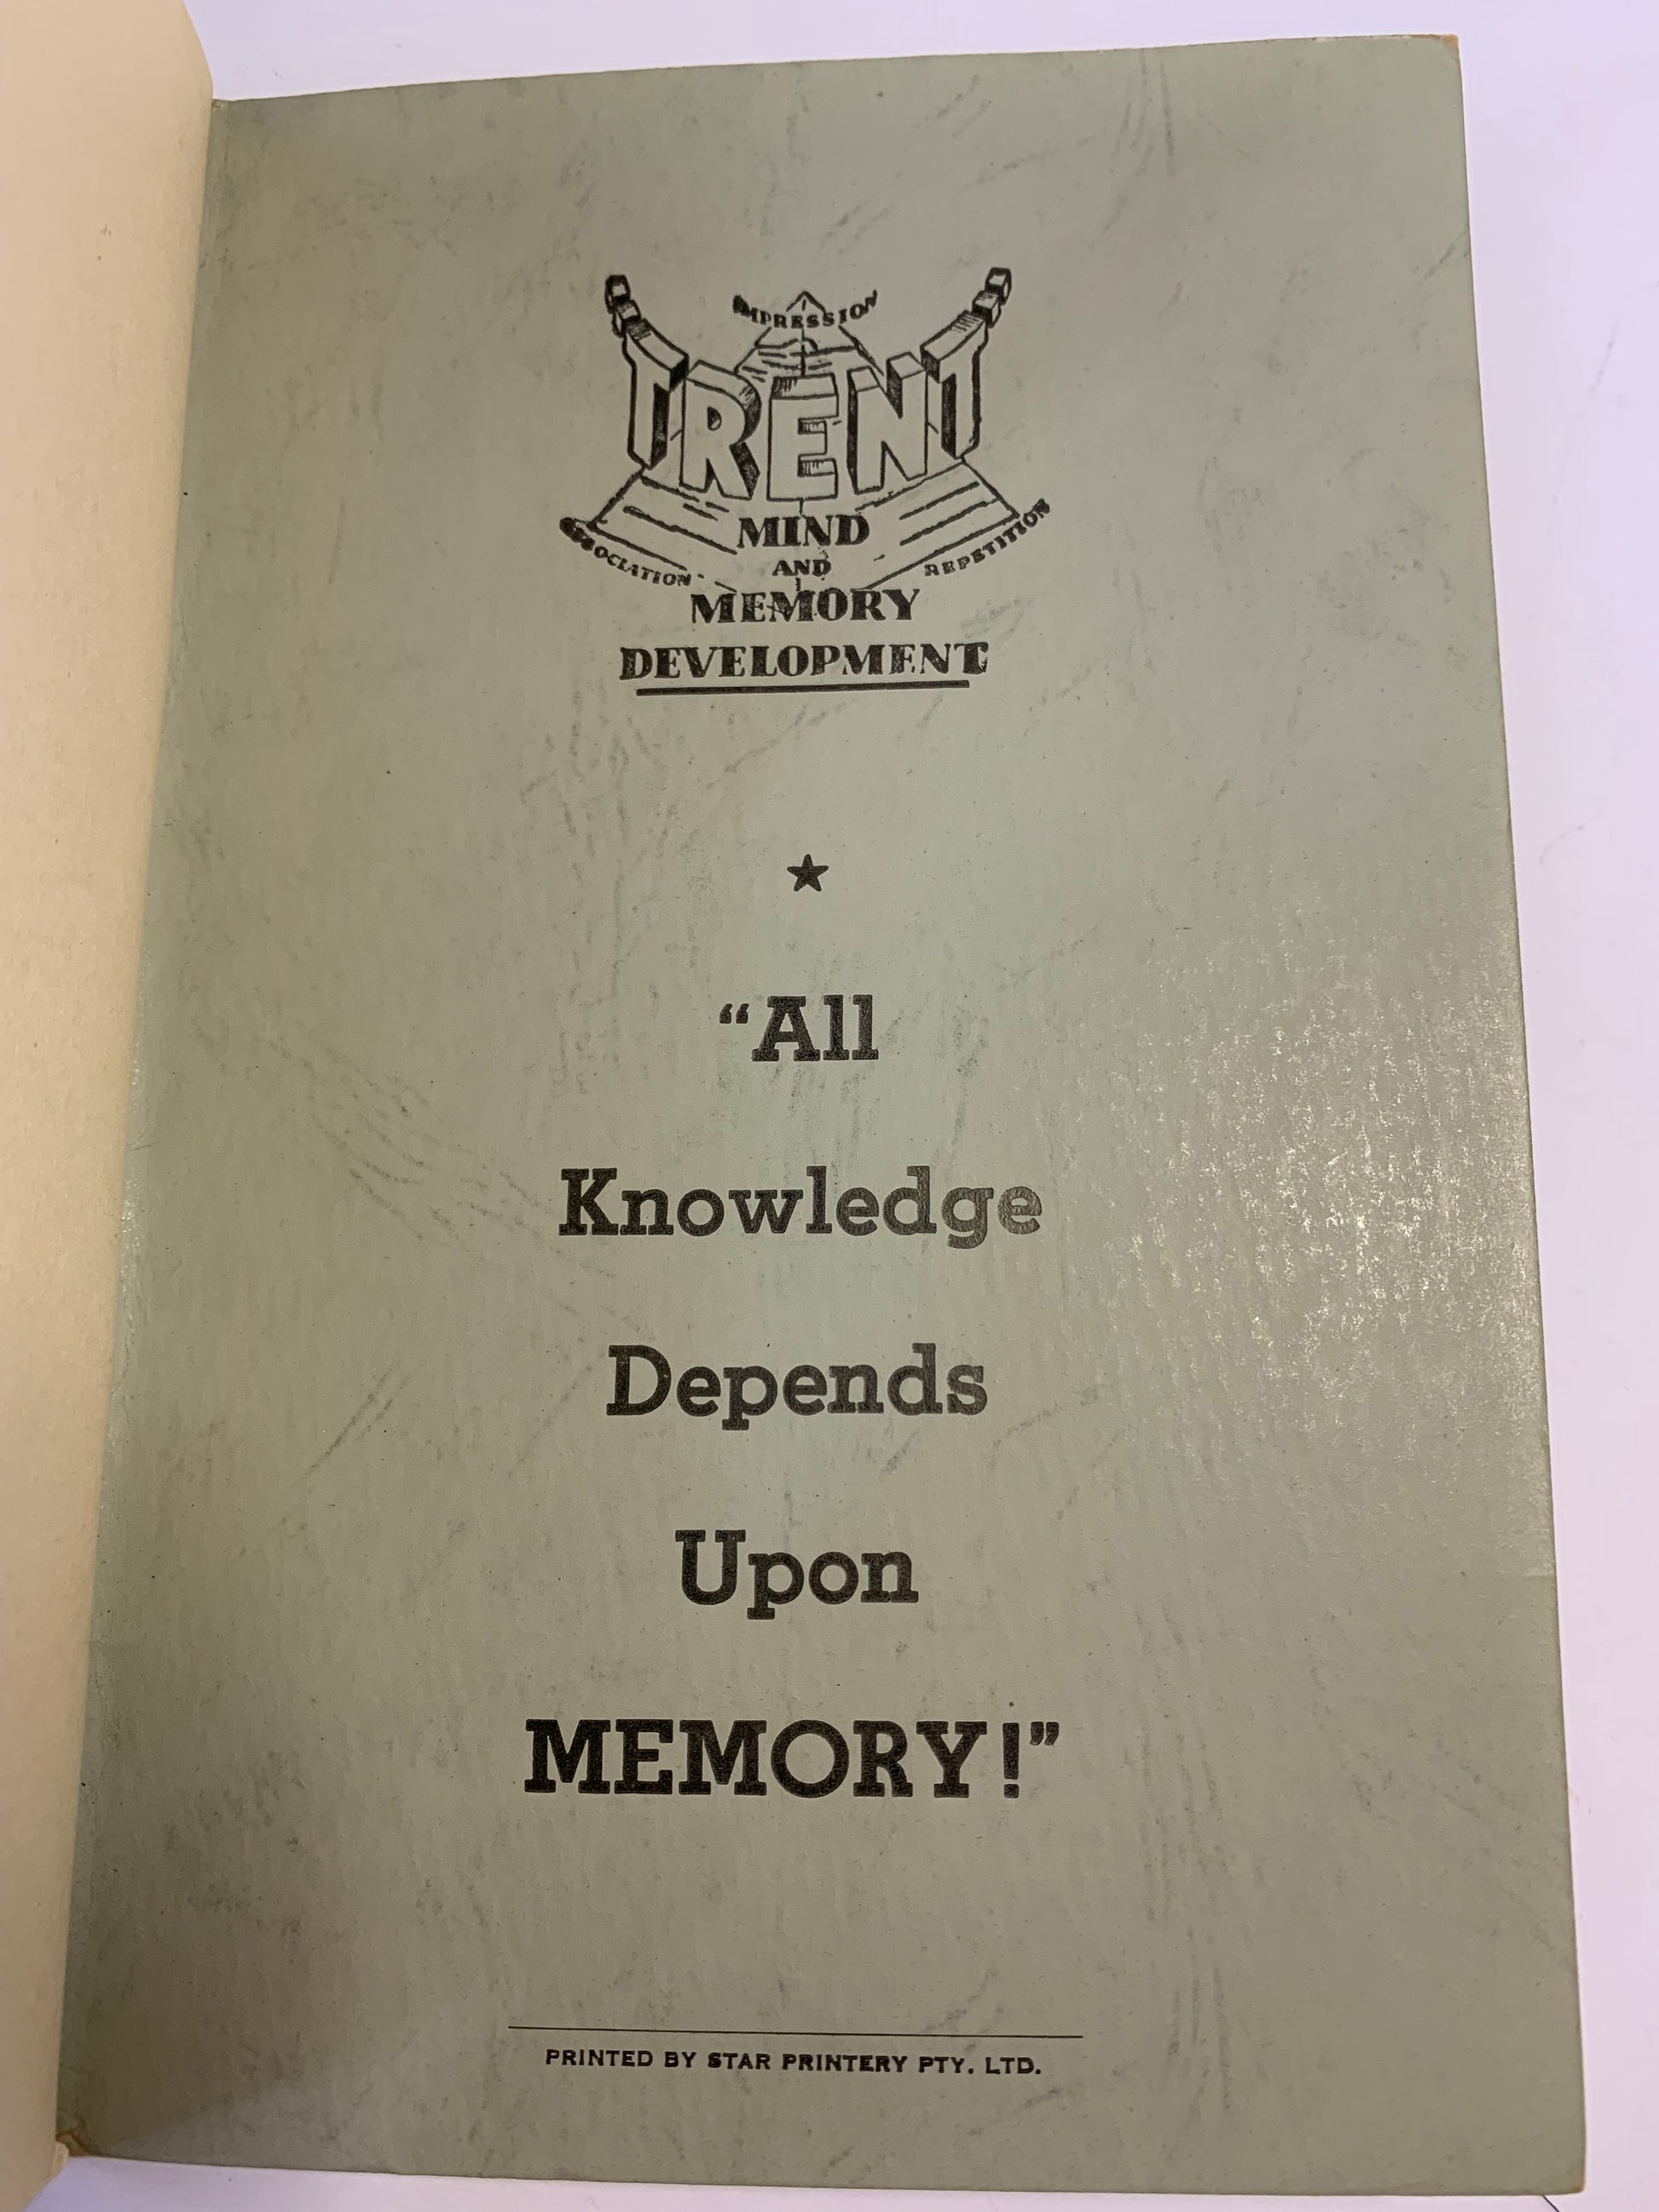 IMPRESSION
TRENT
MIND
AND
ASSOCIATION
REPETITION
MEMORY
DEVELOPMENT
“All
Knowledge
Depends
Upon
MEMORY!”
PRINTED BY STAR PRINTERY PTY. LTD.